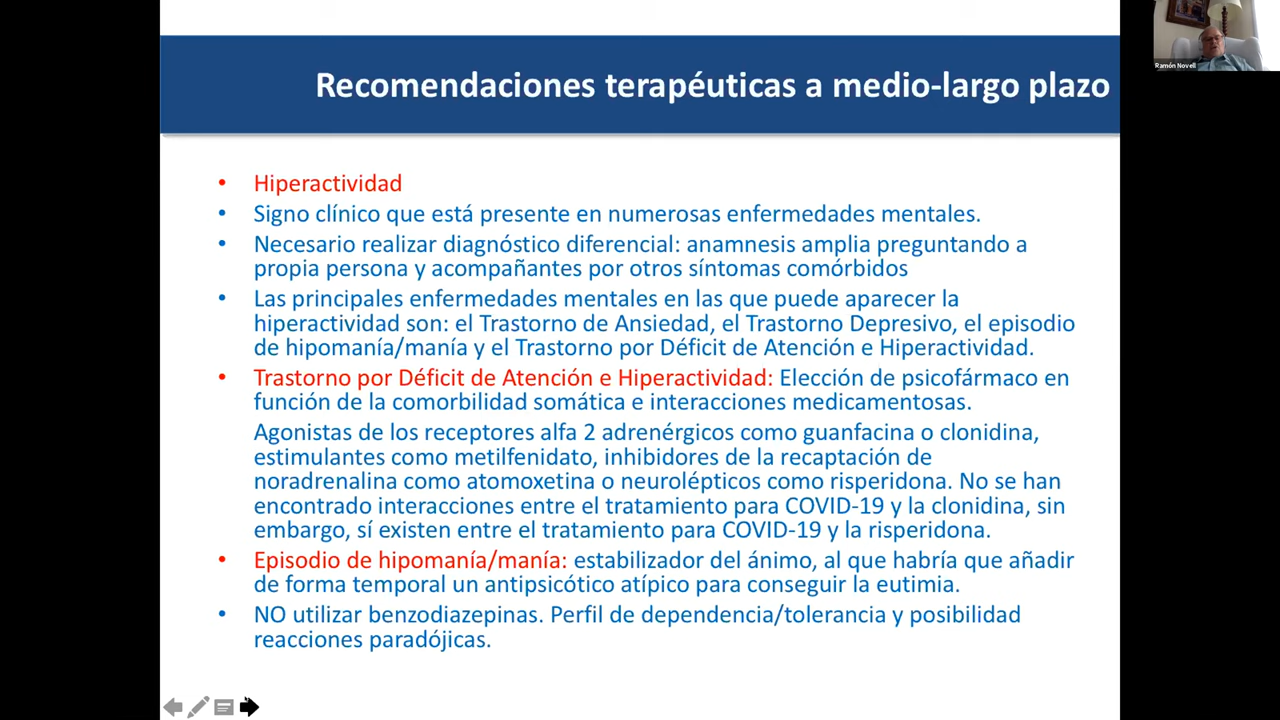 Recomendaciones terapéuticas a medio-largo plazo
Ramón Novell
• Hiperactividad
• Signo clínico que está presente en numerosas enfermedades mentales.
• Necesario realizar diagnóstico diferencial: anamnesis amplia preguntando a
propia persona y acompañantes por otros síntomas comórbidos
• Las principales enfermedades mentales en las que puede aparecer la
hiperactividad son: el Trastorno de Ansiedad, el Trastorno Depresivo, el episodio
de hipomanía/manía y el Trastorno por Déficit de Atención e Hiperactividad.
• Trastorno por Déficit de Atención e Hiperactividad: Elección de psicofármaco en
función de la comorbilidad somática e interacciones medicamentosas.
Agonistas de los receptores alfa 2 adrenérgicos como guanfacina o clonidina,
estimulantes como metilfenidato, inhibidores de la recaptación de
noradrenalina como atomoxetina o neurolépticos como risperidona. No se han
encontrado interacciones entre el tratamiento para COVID-19 y la clonidina, sin
embargo, sí existen entre el tratamiento para COVID-19 y la risperidona.
• Episodio de hipomanía/manía: estabilizador del ánimo, al que habría que añadir
de forma temporal un antipsicótico atípico para conseguir la eutimia.
• NO utilizar benzodiazepinas. Perfil de dependencia/tolerancia y posibilidad
reacciones paradójicas.